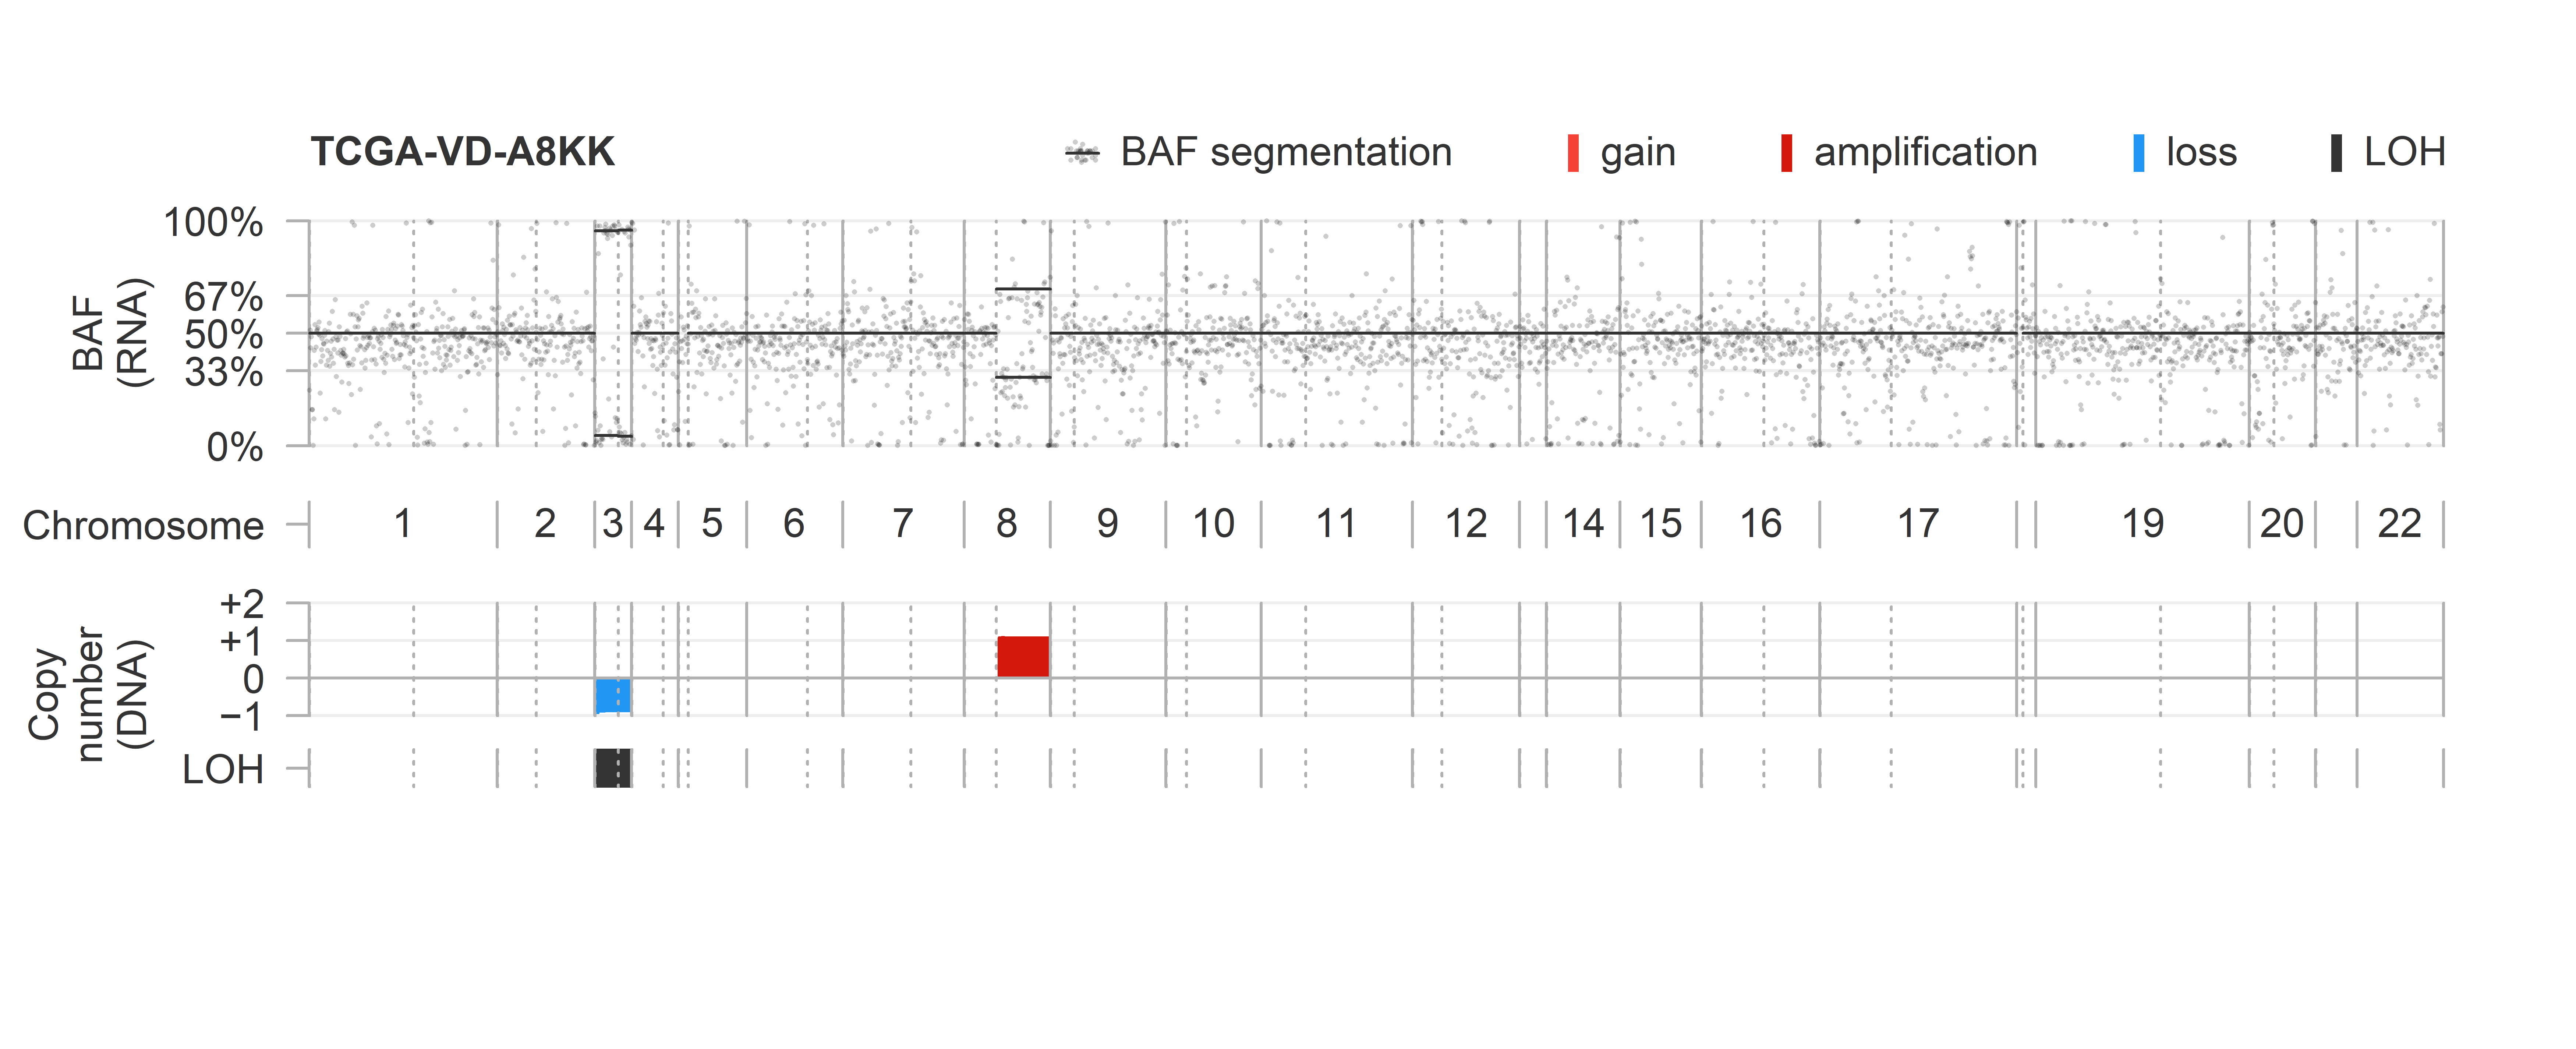 TCGA-VD-A8KK
BAF segmentation
gain
amplification
loss
LOH
BAF
(RNA)
100%
67%
50%
33%
0%
Chromosome
1 2 3 4 5 6 7 8 9 10 11 12 14 15 16 17 19 20 22
Copy
number
(DNA)
+2
+1
0
−1
LOH